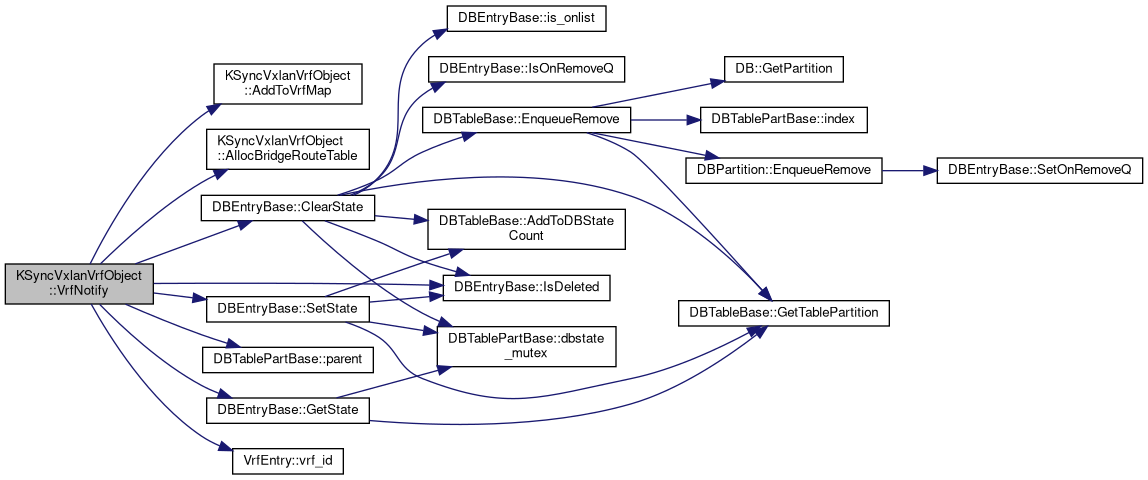 DBEntryBase::is_onlist
KSyncVxlanVrfObject
::AddToVrfMap
DBEntryBase::IsOnRemoveQ
DB::GetPartition
DBTableBase::EnqueueRemove
DBTablePartBase::index
KSyncVxlanVrfObject
::AllocBridgeRouteTable
DBPartition::EnqueueRemove
DBEntryBase::SetOnRemoveQ
DBEntryBase::ClearState
DBTableBase::AddToDBState
Count
KSyncVxlanVrfObject
::VrfNotify
DBEntryBase::IsDeleted
DBEntryBase::SetState
DBTableBase::GetTablePartition
DBTablePartBase::dbstate
_mutex
DBTablePartBase::parent
DBEntryBase::GetState
VrfEntry::vrf_id